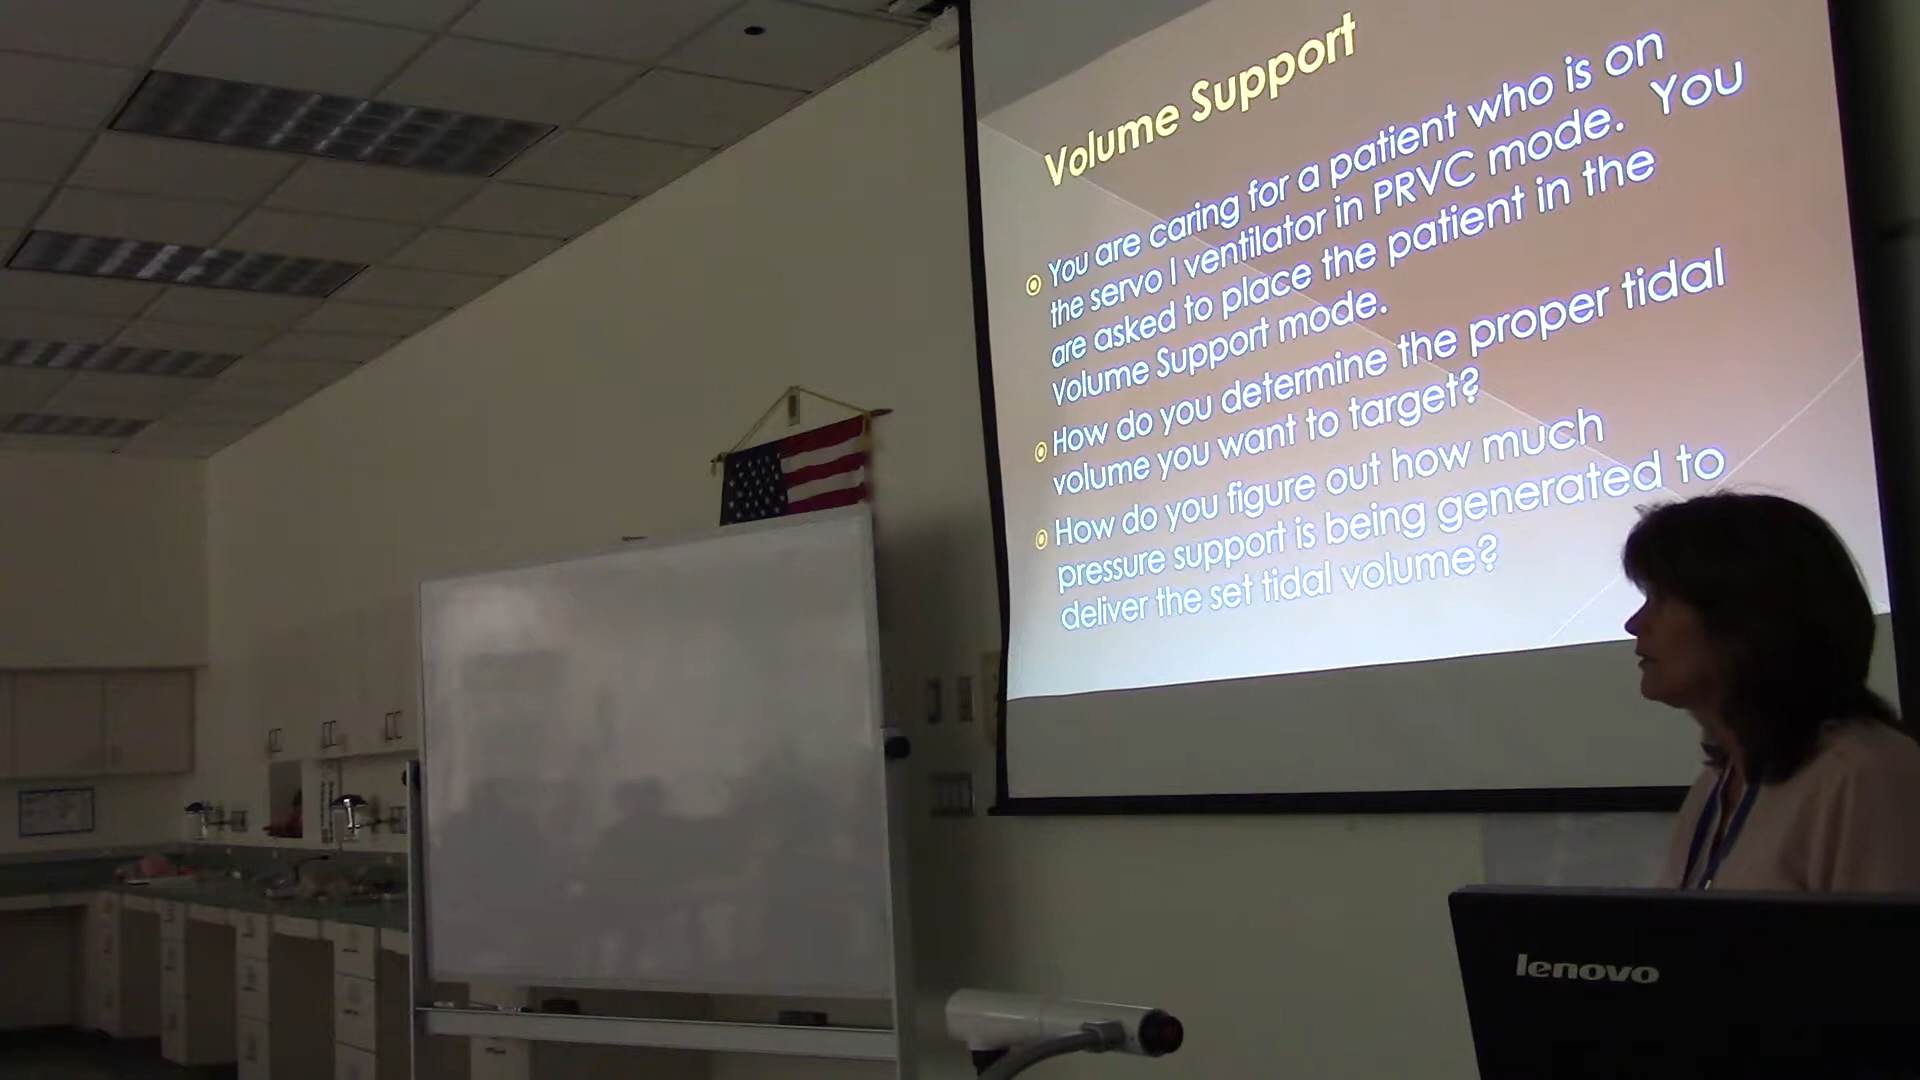 Volume Support
You are caring for a patient who is on
the servo I ventilator in PRVC mode. You
are asked to place the patient in the
Volume Support mode.
How do you determine the proper tidal
volume you want to target?
How do you figure out how much
pressure support is being generated to
deliver the set tidal volume?
lenovo